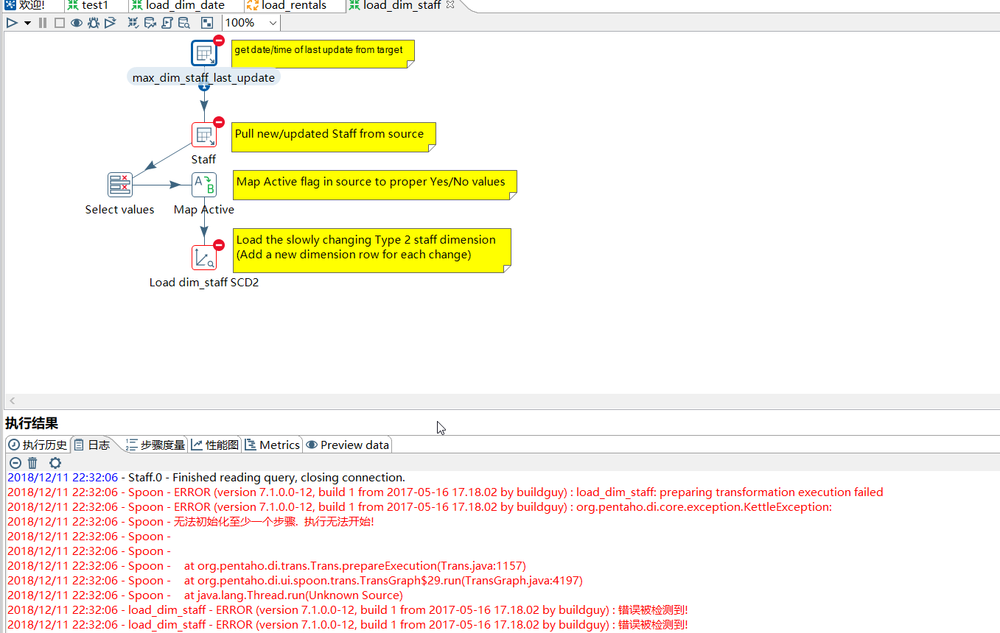 欢迎!
test1
load_dim_date
load_rentals
load_dim_staff
100%
get date/time of last update from target
max_dim_staff_last_update
Pull new/updated Staff from source
Staff
Map Active flag in source to proper Yes/No values
Select values
Map Active
Load the slowly changing Type 2 staff dimension
(Add a new dimension row for each change)
Load dim_staff SCD2
执行结果
执行历史
日志
步骤度量
性能图
Metrics
Preview data
2018/12/11 22:32:06 - Staff.0 - Finished reading query, closing connection.
2018/12/11 22:32:06 - Spoon - ERROR (version 7.1.0.0-12, build 1 from 2017-05-16 17.18.02 by buildguy) : load_dim_staff: preparing transformation execution failed
2018/12/11 22:32:06 - Spoon - ERROR (version 7.1.0.0-12, build 1 from 2017-05-16 17.18.02 by buildguy) : org.pentaho.di.core.exception.KettleException:
2018/12/11 22:32:06 - Spoon - 无法初始化至少一个步骤. 执行无法开始!
2018/12/11 22:32:06 - Spoon -
2018/12/11 22:32:06 - Spoon -
2018/12/11 22:32:06 - Spoon - at org.pentaho.di.trans.Trans.prepareExecution(Trans.java:1157)
2018/12/11 22:32:06 - Spoon - at org.pentaho.di.ui.spoon.trans.TransGraph$29.run(TransGraph.java:4197)
2018/12/11 22:32:06 - Spoon - at java.lang.Thread.run(Unknown Source)
2018/12/11 22:32:06 - load_dim_staff - ERROR (version 7.1.0.0-12, build 1 from 2017-05-16 17.18.02 by buildguy) : 错误被检测到!
2018/12/11 22:32:06 - load_dim_staff - ERROR (version 7.1.0.0-12, build 1 from 2017-05-16 17.18.02 by buildguy) : 错误被检测到!